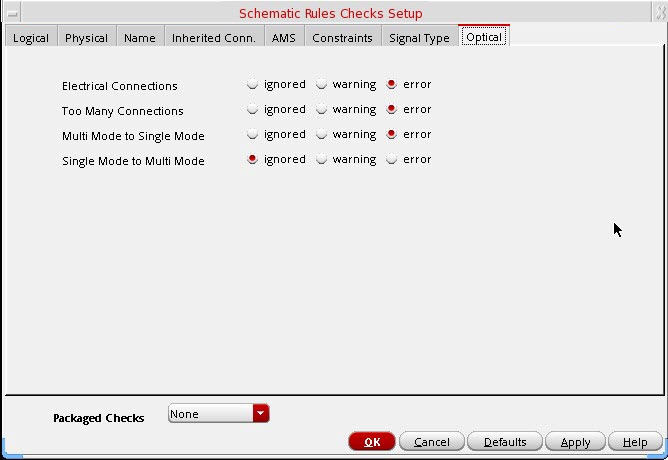 Schematic Rules Checks Setup
Logical Physical Name Inherited Conn. AMS Constraints Signal Type Optical
Electrical Connections ignored warning error
Too Many Connections ignored warning error
Multi Mode to Single Mode ignored warning error
Single Mode to Multi Mode ignored warning error
Packaged Checks None
OK Cancel Defaults Apply Help